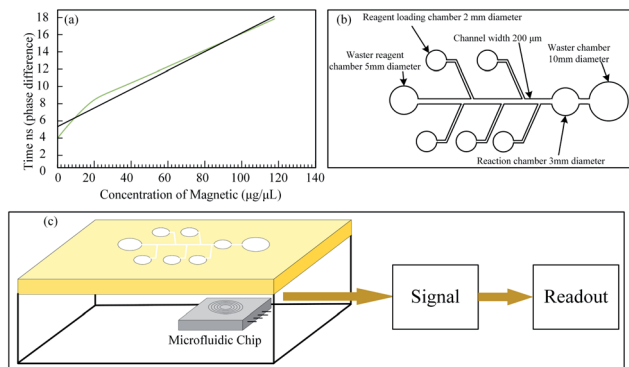 (a)
Time ns (phase difference)
18
16
14
12
10
8
6
4
2
0
0 20 40 60 80 100 120 140
Concentration of Magnetic (μg/μL)
(b)
Reagent loading chamber 2 mm diameter
Channel width 200 μm
Waster reagent
chamber 5mm diameter
Waster chamber
10mm diameter
Reaction chamber 3mm diameter
(c)
Microfluidic Chip
Signal
Readout